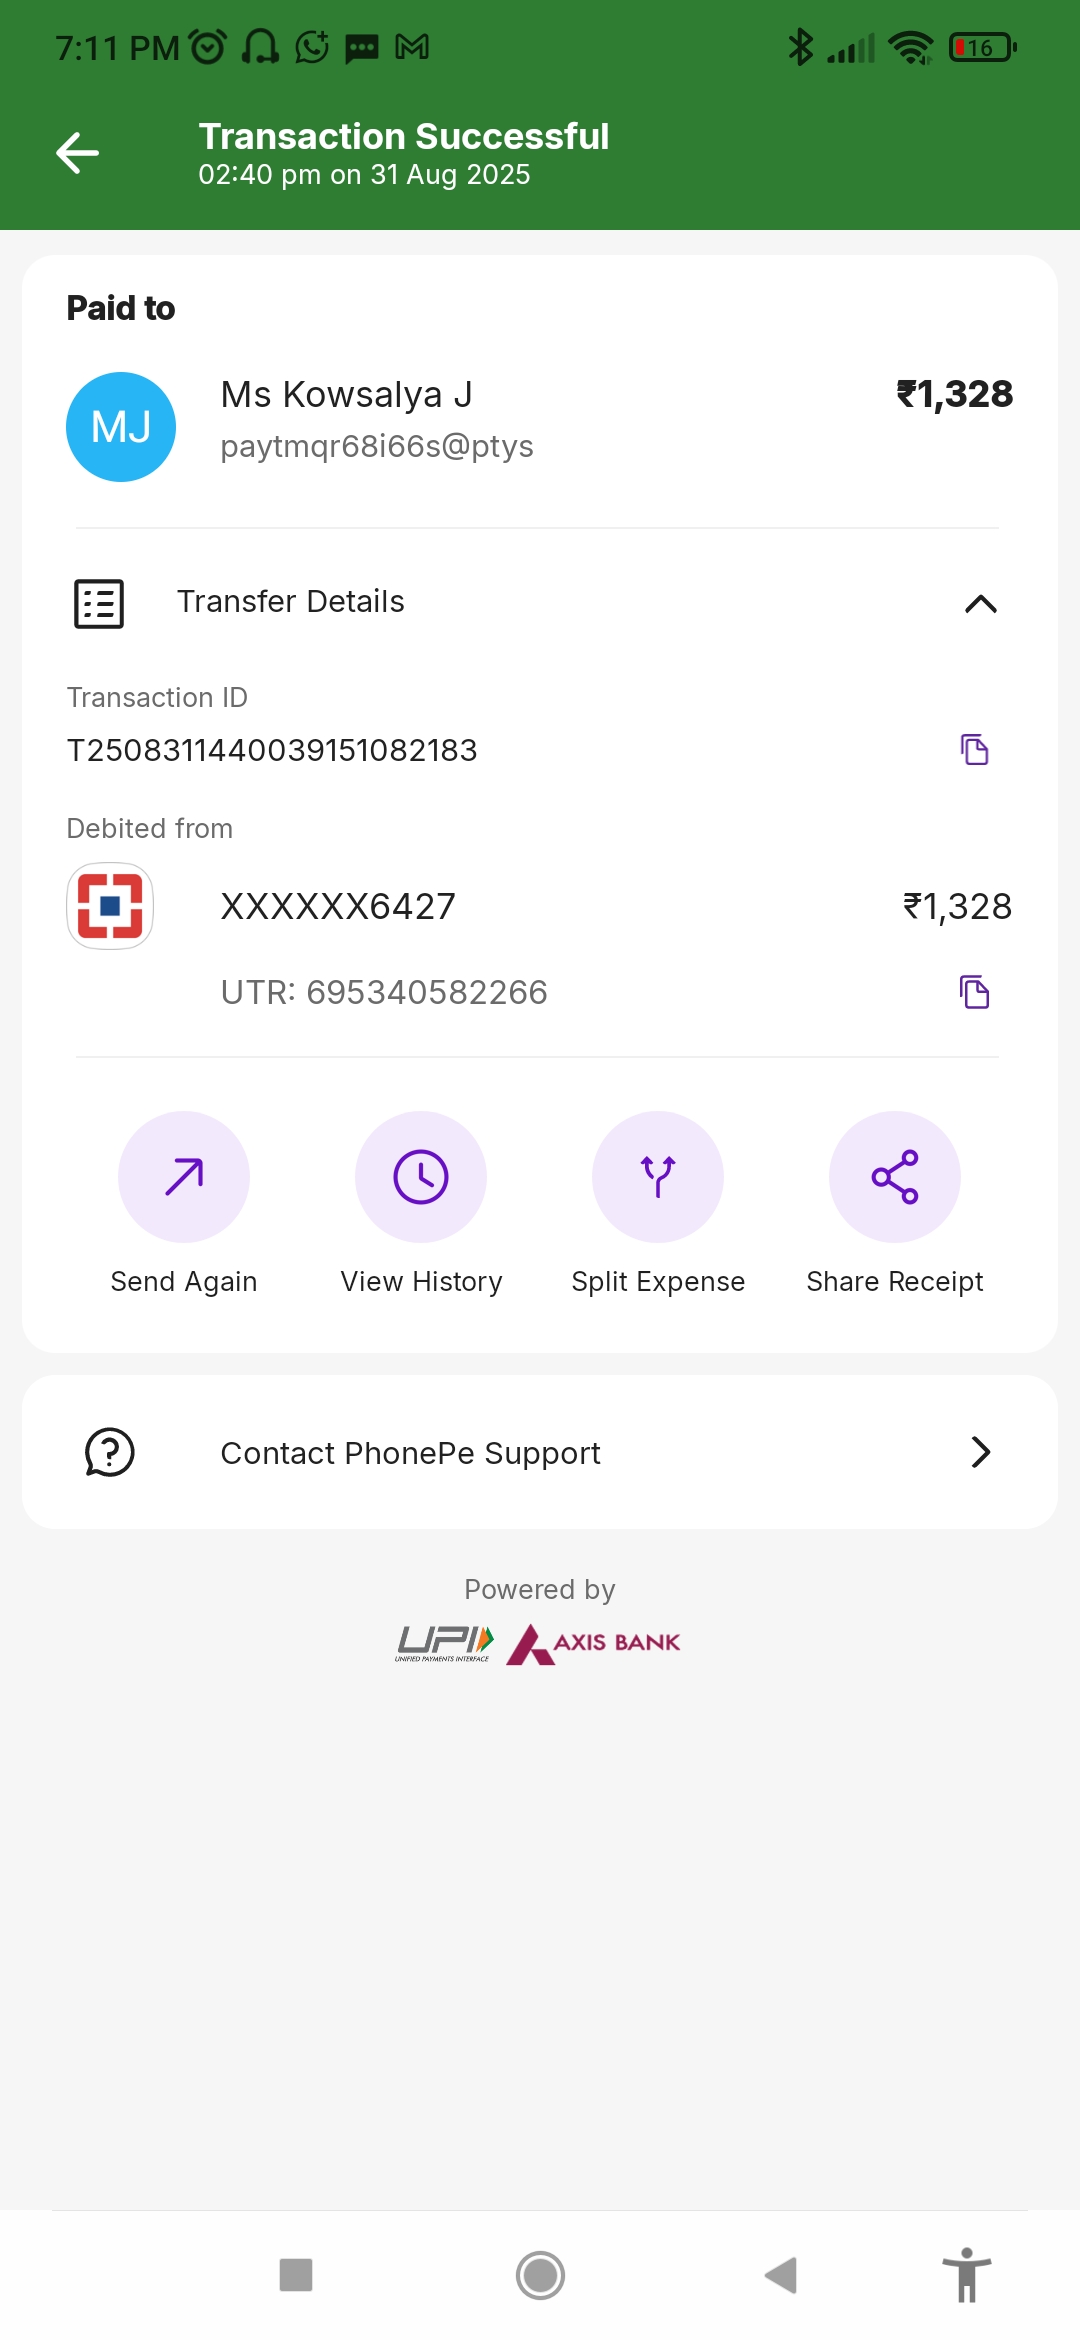 7:11 PM
16
Transaction Successful
02:40 pm on 31 Aug 2025
Paid to
MJ
Ms Kowsalya J
₹1,328
paytmqr68i66s@ptys
Transfer Details
Transaction ID
T2508311440039151082183
Debited from
XXXXXX6427
₹1,328
UTR: 695340582266
Send Again
View History
Split Expense
Share Receipt
Contact PhonePe Support
Powered by
UPI
UNIFIED PAYMENTS INTERFACE
AXIS BANK